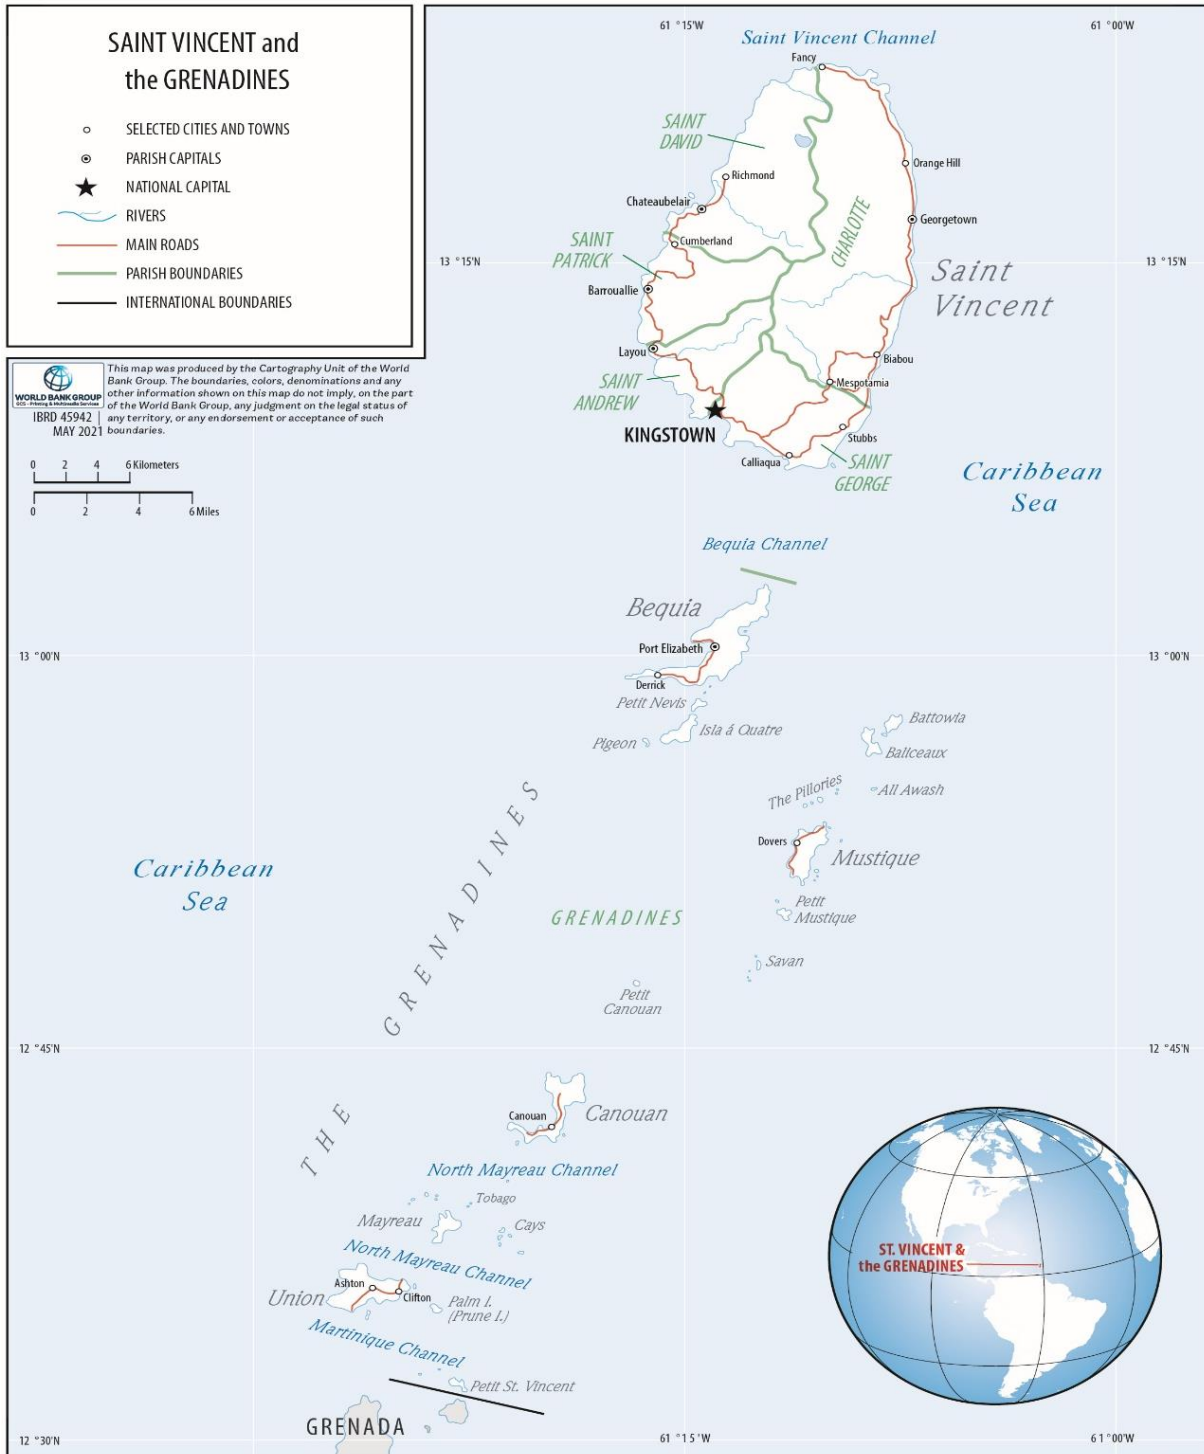 SAINT VINCENT and
the GRENADINES
SELECTED CITIES AND TOWNS
PARISH CAPITALS
NATIONAL CAPITAL
RIVERS
MAIN ROADS
PARISH BOUNDARIES
INTERNATIONAL BOUNDARIES
WORLD BANK GROUP
GCS - Printing & Multimedia Services
IBRD 45942
MAY 2021
This map was produced by the Cartography Unit of the World
Bank Group. The boundaries, colors, denominations and any
other information shown on this map do not imply, on the part
of the World Bank Group, any judgment on the legal status of
any territory, or any endorsement or acceptance of such
boundaries.
0 2 4 6 Kilometers
0 2 4 6 Miles
61 °15'W
61 °00'W
Saint Vincent Channel
Fancy
SAINT
DAVID
Orange Hill
Richmond
Chateaubelair
Georgetown
CHARLOTTE
SAINT
PATRICK
Cumberland
13 °15'N
13 °15'N
Saint
Vincent
Barrouallie
Layou
Biabou
SAINT
ANDREW
Mespotamia
KINGSTOWN
Stubbs
Calliaqua
SAINT
GEORGE
Caribbean
Sea
Bequia Channel
Bequia
Port Elizabeth
13 °00'N
13 °00'N
Derrick
Petit Nevis
Isla á Quatre
Pigeon
Battowia
Baliceaux
The Pillories
All Awash
Dovers
Mustique
Caribbean
Sea
Petit
Mustique
GRENADINES
Savan
Petit
Canouan
THE GRENADINES
12 °45'N
12 °45'N
Canouan
Canouan
North Mayreau Channel
Tobago
Cays
Mayreau
North Mayreau Channel
Ashton
Clifton
Union
Palm I.
(Prune I.)
Martinique Channel
Petit St. Vincent
GRENADA
ST. VINCENT &
the GRENADINES
12 °30'N
61 °15'W
61 °00'W